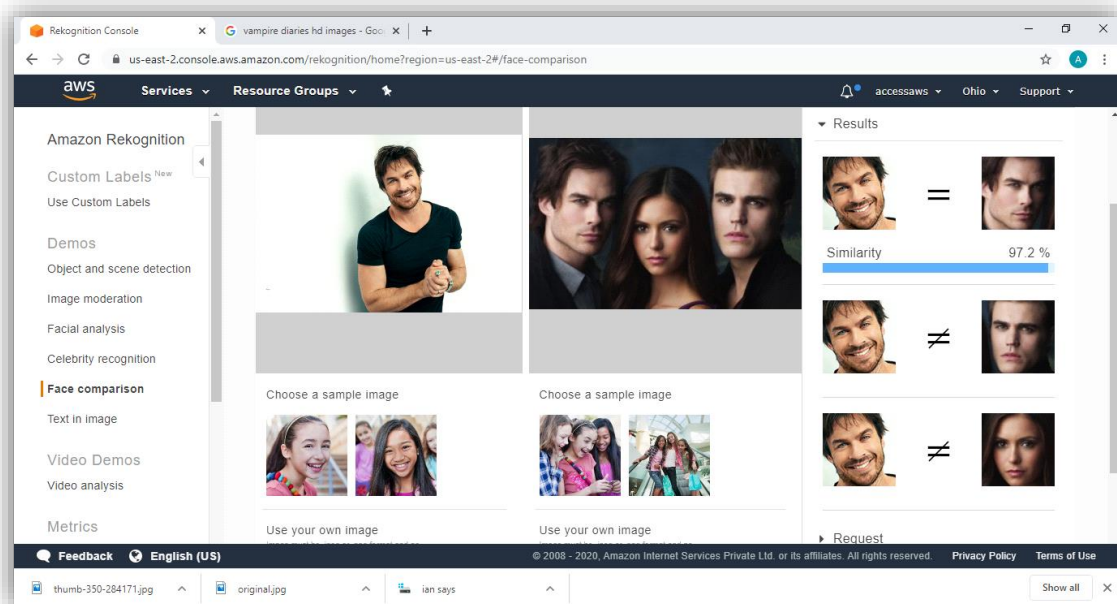 Rekognition Console
vampire diaries hd images - Goo
us-east-2.console.aws.amazon.com/rekognition/home?region=us-east-2#/face-comparison
A
aws
Services
Resource Groups
accessaws
Ohio
Support
Amazon Rekognition
Custom Labels New
Use Custom Labels
Demos
Object and scene detection
Image moderation
Facial analysis
Celebrity recognition
Face comparison
Text in image
Video Demos
Video analysis
Metrics
Choose a sample image
Use your own image
Choose a sample image
Use your own image
Results
=
Similarity 97.2 %
≠
≠
Request
Feedback English (US)
© 2008 - 2020, Amazon Internet Services Private Ltd. or its affiliates. All rights reserved. Privacy Policy Terms of Use
thumb-350-284171.jpg
original.jpg
ian says
Show all